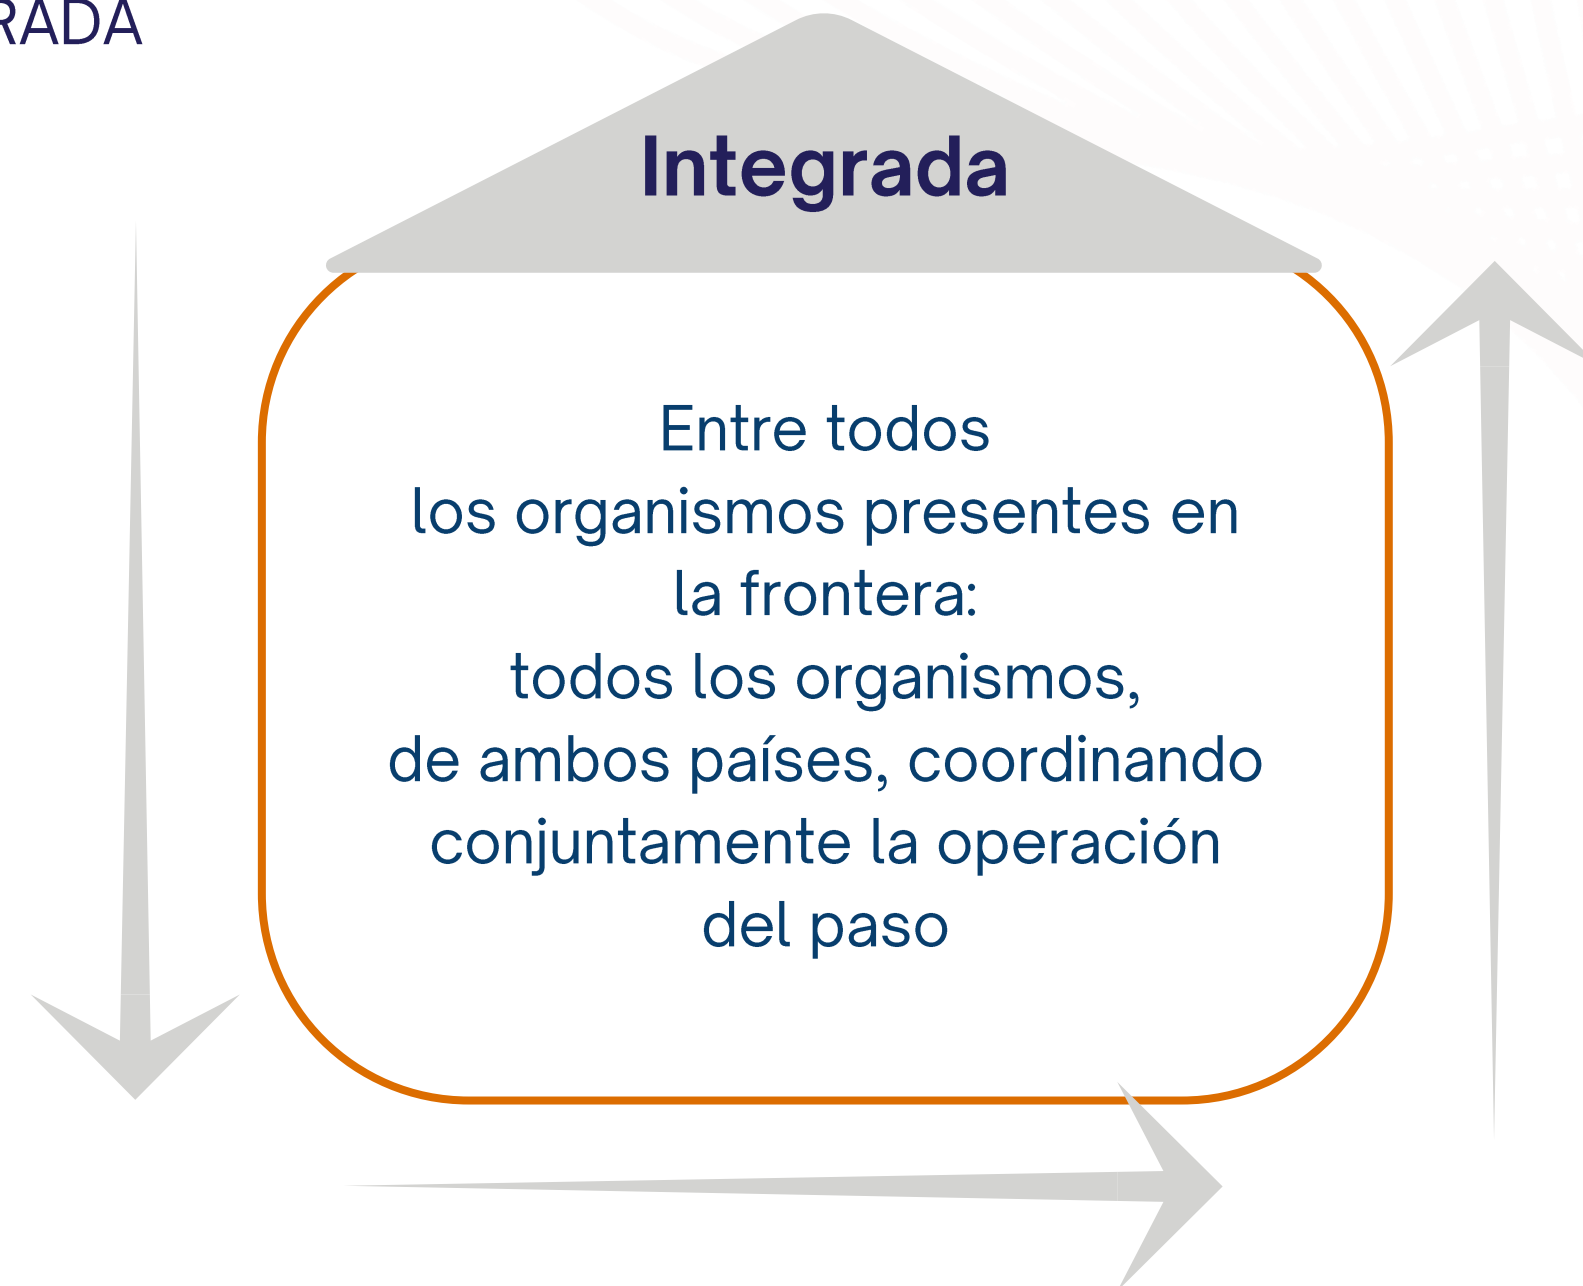 RADA
Integrada
Entre todos
los organismos presentes en
la frontera:
todos los organismos,
de ambos países, coordinando
conjuntamente la operación
del paso